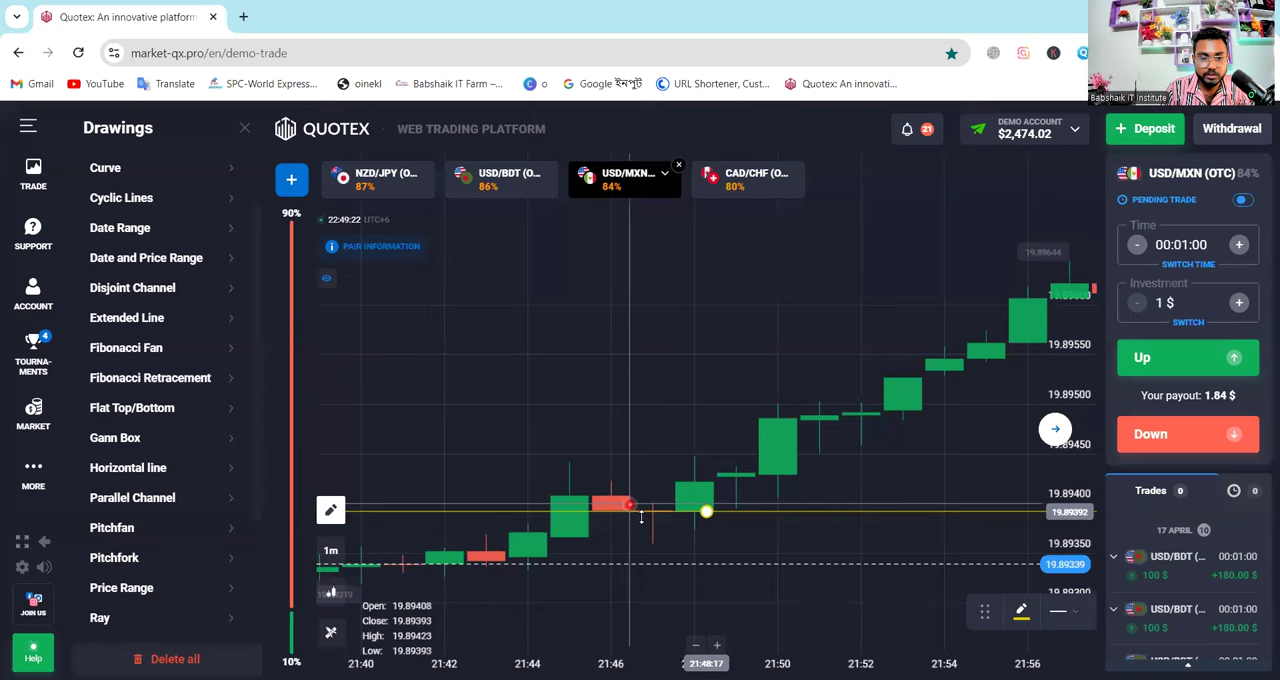 Quotex: An innovative platform
market-qx.pro/en/demo-trade
Gmail
YouTube
Translate
SPC-World Express...
oinekl
Babshaik IT Farm –...
o
Google ইনপুট
URL Shortener, Cust...
Quotex: An innovati...
Babshaik IT Institute
Drawings
QUOTEX
WEB TRADING PLATFORM
21
DEMO ACCOUNT
$2,474.02
Deposit
Withdrawal
TRADE
SUPPORT
ACCOUNT
4
TOURNA-
MENTS
MARKET
MORE
JOIN US
Help
Curve
Cyclic Lines
Date Range
Date and Price Range
Disjoint Channel
Extended Line
Fibonacci Fan
Fibonacci Retracement
Flat Top/Bottom
Gann Box
Horizontal line
Parallel Channel
Pitchfan
Pitchfork
Price Range
Ray
Delete all
NZD/JPY (O...
87%
USD/BDT (O...
86%
USD/MXN...
84%
CAD/CHF (O...
80%
90%
10%
22:49:22 UTC+6
PAIR INFORMATION
19.89644
19.89550
19.89500
19.89450
19.89400
19.89392
19.89350
19.89339
1m
Open: 19.89408
Close: 19.89393
High: 19.89423
Low: 19.89393
21:40
21:42
21:44
21:46
21:48:17
21:50
21:52
21:54
21:56
USD/MXN (OTC) 84%
PENDING TRADE
Time
- 00:01:00 +
SWITCH TIME
Investment
- 1 $ +
SWITCH
Up
Your payout: 1.84 $
Down
Trades 0
0
17 APRIL 10
USD/BDT (... 00:01:00
100 $ +180.00 $
USD/BDT (... 00:01:00
100 $ +180.00 $